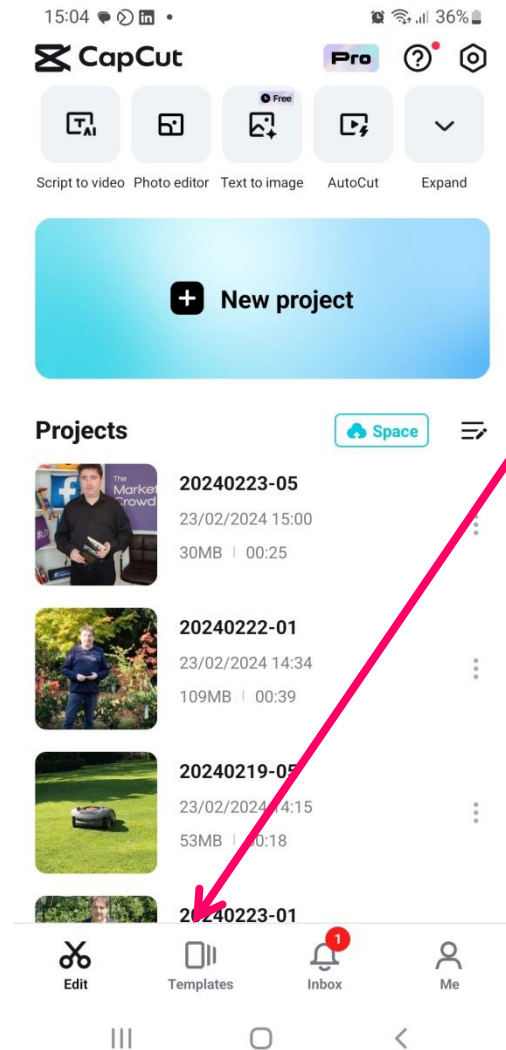 15:04
36%
CapCut
Pro
Free
Script to video
Photo editor
Text to image
AutoCut
Expand
New project
Projects
Space
The
Market
Crowd
20240223-05
23/02/2024 15:00
30MB
00:25
20240222-01
23/02/2024 14:34
109MB
00:39
20240219-05
23/02/2024 14:15
53MB
00:18
20240223-01
1
Edit
Templates
Inbox
Me